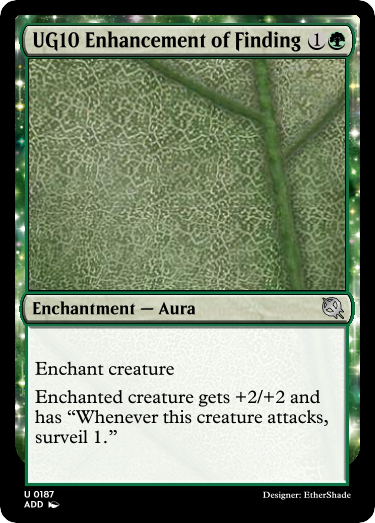 UG10 Enhancement of Finding 1
Enchantment — Aura
Enchant creature
Enchanted creature gets +2/+2 and
has “Whenever this creature attacks,
surveil 1.”
U 0187
ADD
Designer: EtherShade